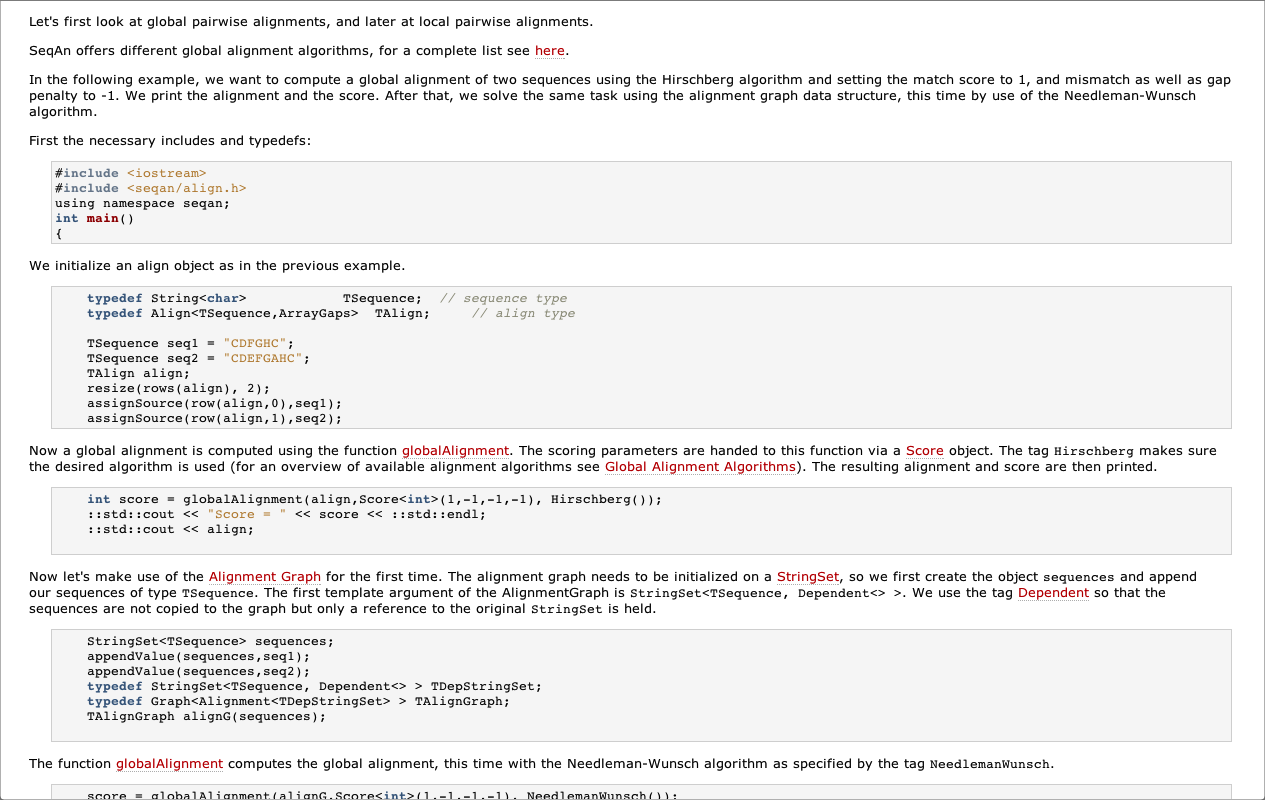 Let's first look at global pairwise alignments, and later at local pairwise alignments.
SeqAn offers different global alignment algorithms, for a complete list see here.
In the following example, we want to compute a global alignment of two sequences using the Hirschberg algorithm and setting the match score to 1, and mismatch as well as gap
penalty to -1. We print the alignment and the score. After that, we solve the same task using the alignment graph data structure, this time by use of the Needleman-Wunsch
algorithm.
First the necessary includes and typedefs:
#include <iostream>
#include <seqan/align.h>
using namespace seqan;
int main()
{
We initialize an align object as in the previous example.
typedef String<char>            TSequence;  // sequence type
typedef Align<TSequence,ArrayGaps>  TAlign;     // align type
TSequence seq1 = "CDFGHC";
TSequence seq2 = "CDEFGAHC";
TAlign align;
resize(rows(align), 2);
assignSource(row(align,0),seq1);
assignSource(row(align,1),seq2);
Now a global alignment is computed using the function globalAlignment. The scoring parameters are handed to this function via a Score object. The tag Hirschberg makes sure
the desired algorithm is used (for an overview of available alignment algorithms see Global Alignment Algorithms). The resulting alignment and score are then printed.
int score = globalAlignment(align,Score<int>(1,-1,-1,-1), Hirschberg());
::std::cout << "Score = " << score << ::std::endl;
::std::cout << align;
Now let's make use of the Alignment Graph for the first time. The alignment graph needs to be initialized on a StringSet, so we first create the object sequences and append
our sequences of type TSequence. The first template argument of the AlignmentGraph is StringSet<TSequence, Dependent<> >. We use the tag Dependent so that the
sequences are not copied to the graph but only a reference to the original StringSet is held.
StringSet<TSequence> sequences;
appendValue(sequences,seq1);
appendValue(sequences,seq2);
typedef StringSet<TSequence, Dependent<> > TDepStringSet;
typedef Graph<Alignment<TDepStringSet> > TAlignGraph;
TAlignGraph alignG(sequences);
The function globalAlignment computes the global alignment, this time with the Needleman-Wunsch algorithm as specified by the tag NeedlemanWunsch.
score = globalAlignment(alignG,Score<int>(1,-1,-1,-1), NeedlemanWunsch());